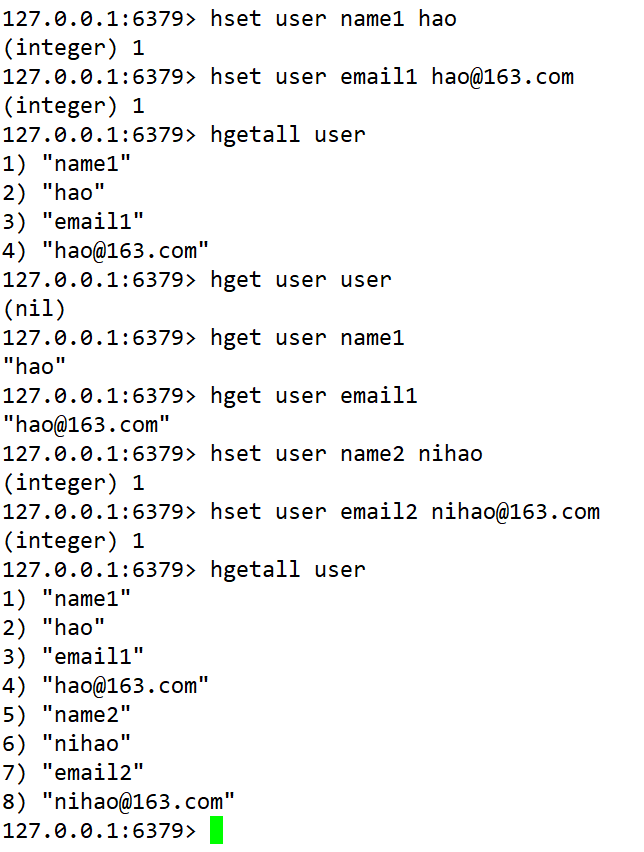 127.0.0.1:6379> hset user name1 hao
(integer) 1
127.0.0.1:6379> hset user email1 hao@163.com
(integer) 1
127.0.0.1:6379> hgetall user
1) "name1"
2) "hao"
3) "email1"
4) "hao@163.com"
127.0.0.1:6379> hget user user
(nil)
127.0.0.1:6379> hget user name1
"hao"
127.0.0.1:6379> hget user email1
"hao@163.com"
127.0.0.1:6379> hset user name2 nihao
(integer) 1
127.0.0.1:6379> hset user email2 nihao@163.com
(integer) 1
127.0.0.1:6379> hgetall user
1) "name1"
2) "hao"
3) "email1"
4) "hao@163.com"
5) "name2"
6) "nihao"
7) "email2"
8) "nihao@163.com"
127.0.0.1:6379>